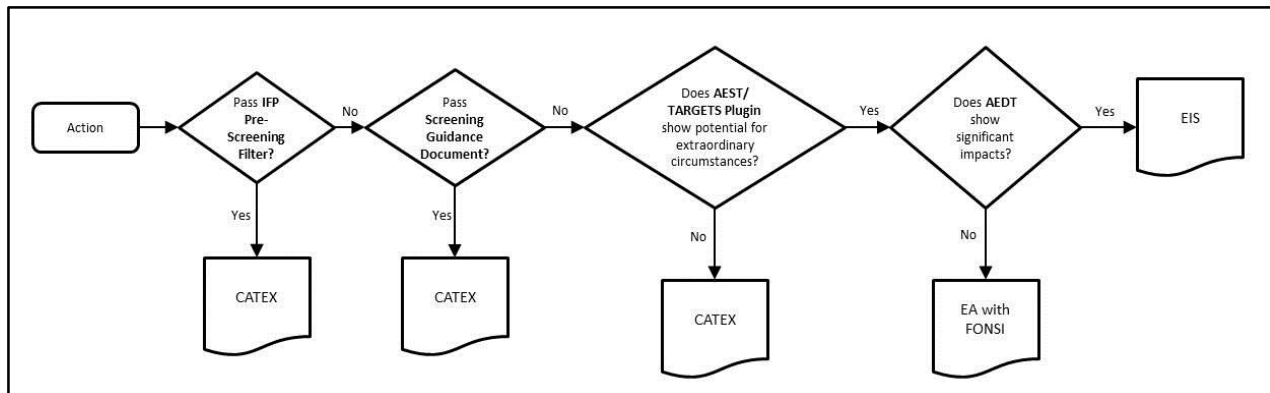 Action
Pass IFP
Pre-
Screening
Filter?
No
Yes
CATEX
Pass
Screening
Guidance
Document?
No
Yes
CATEX
Does AEST/
TARGETS Plugin
show potential for
extraordinary
circumstances?
Yes
No
CATEX
Does AEDT
show
significant
impacts?
Yes
No
EA with
FONSI
EIS